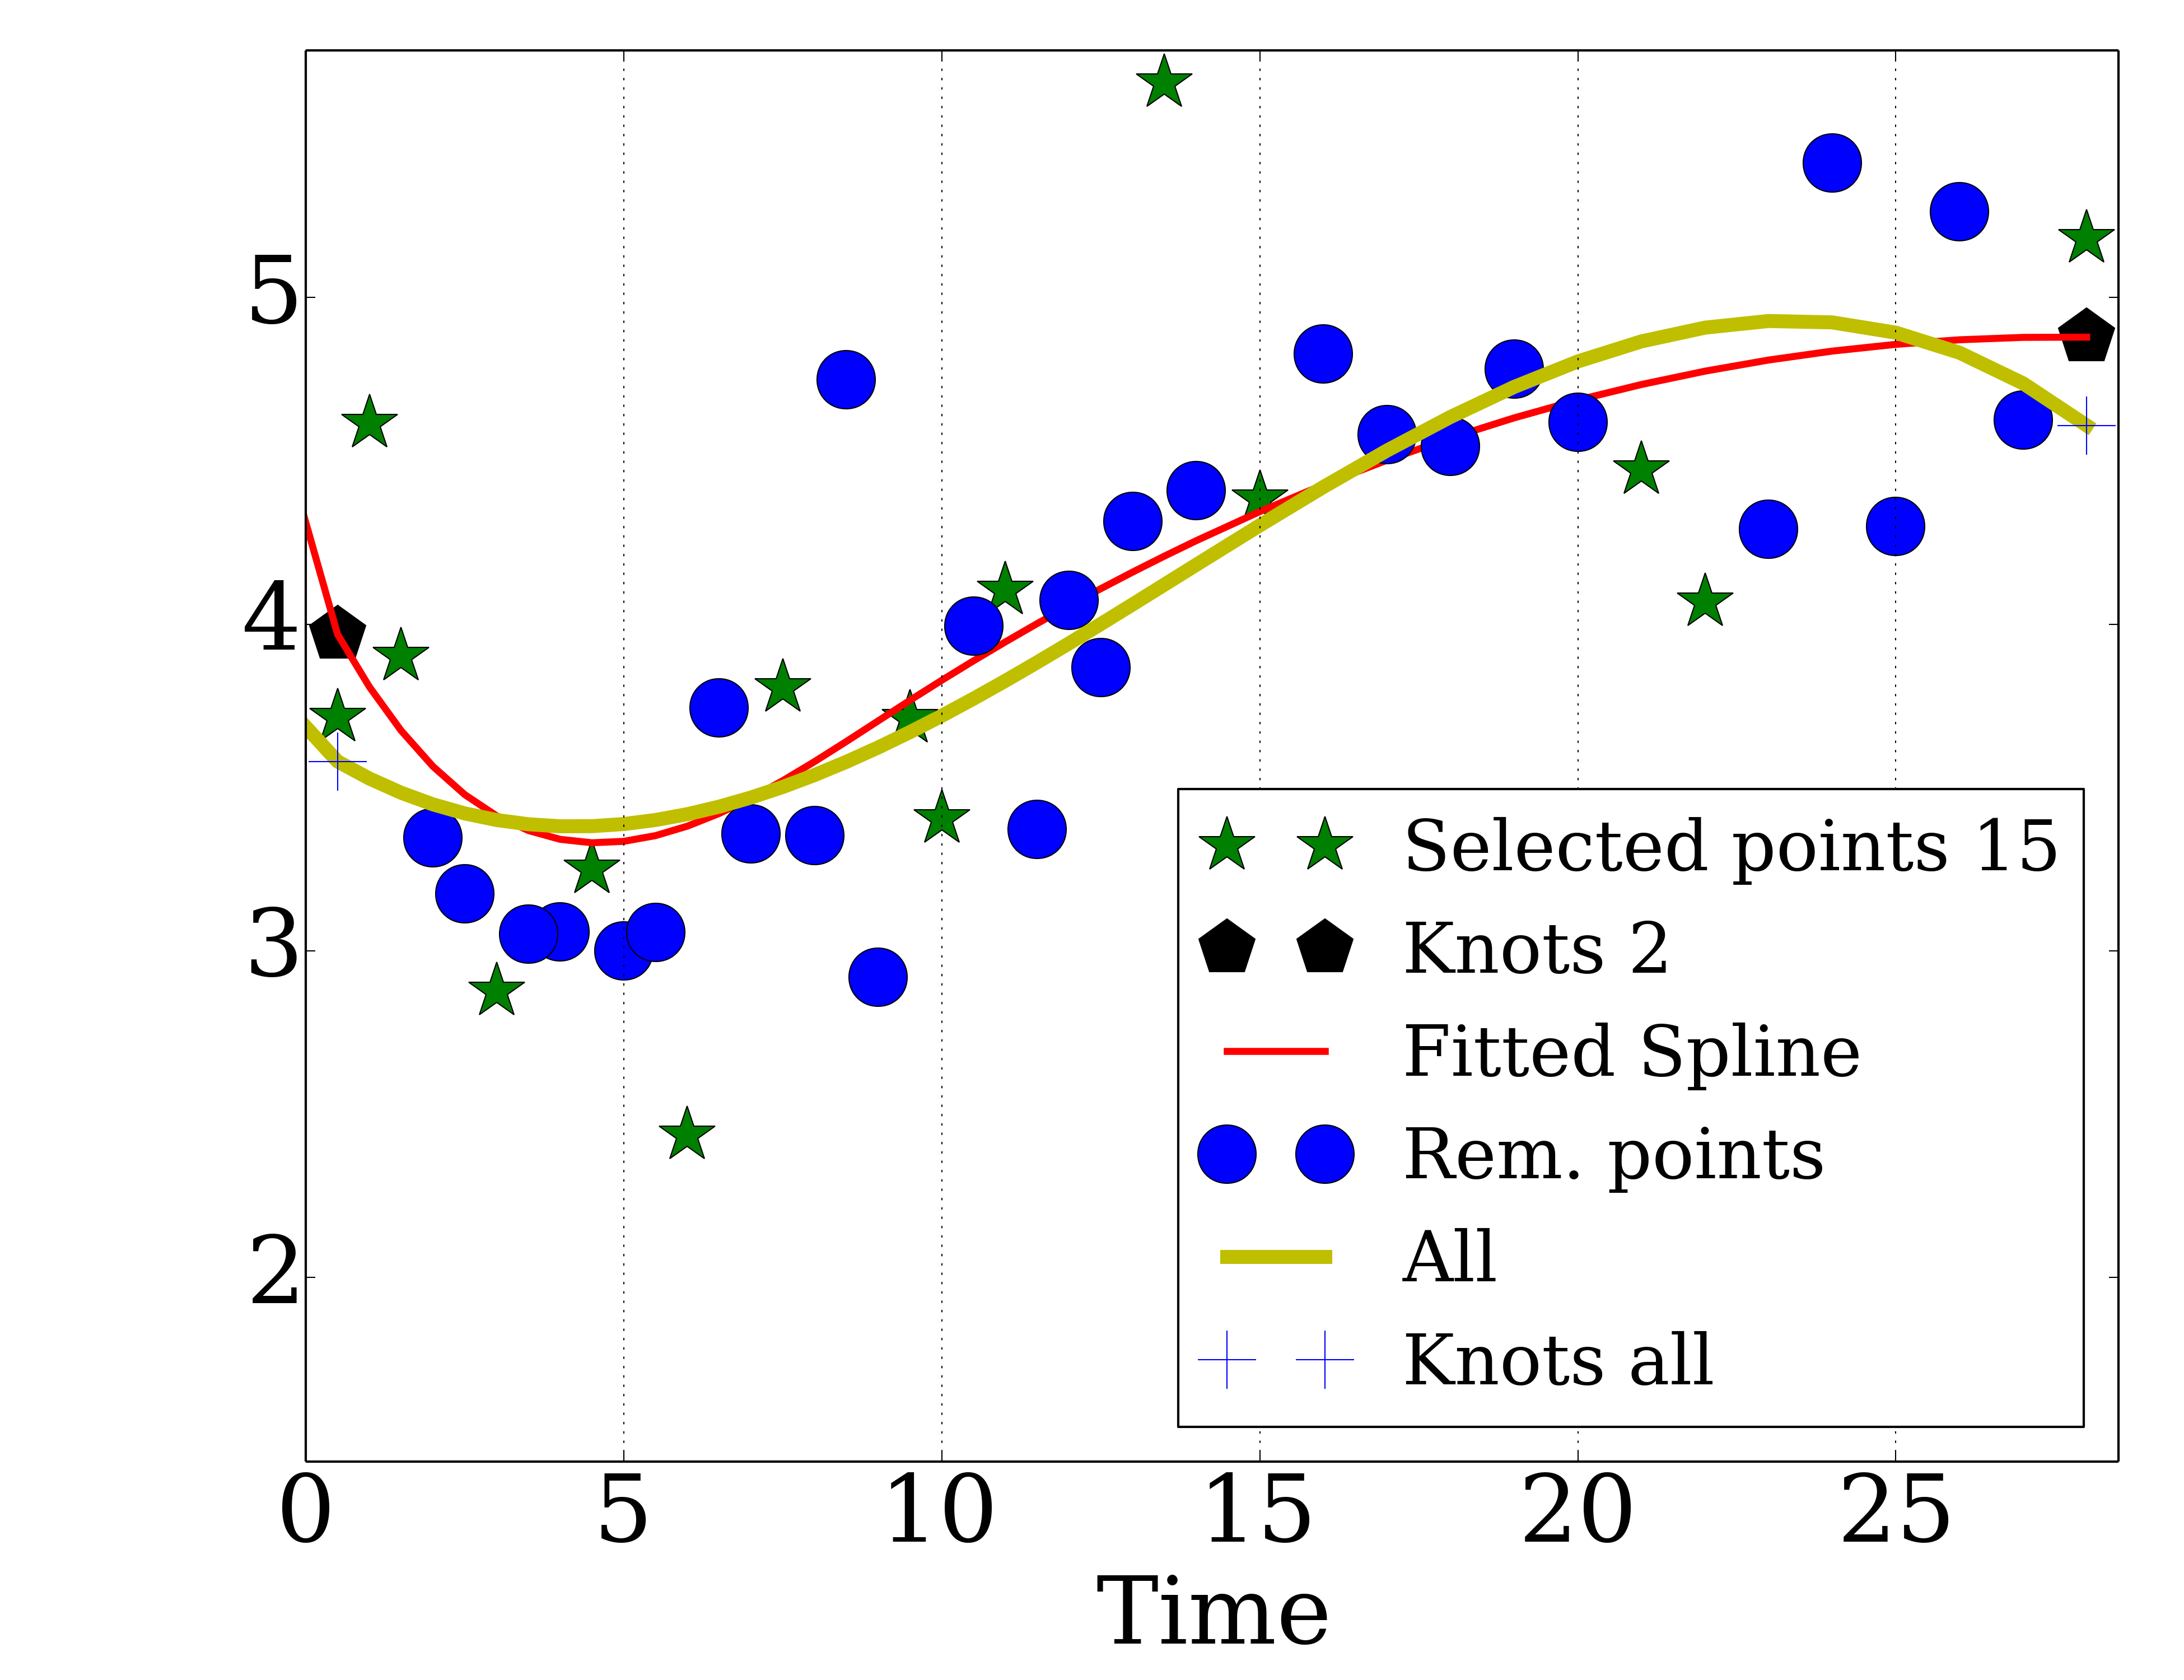 5
4
3
2
0 5 10 15 20 25
Time
Selected points 15
Knots 2
Fitted Spline
Rem. points
All
Knots all